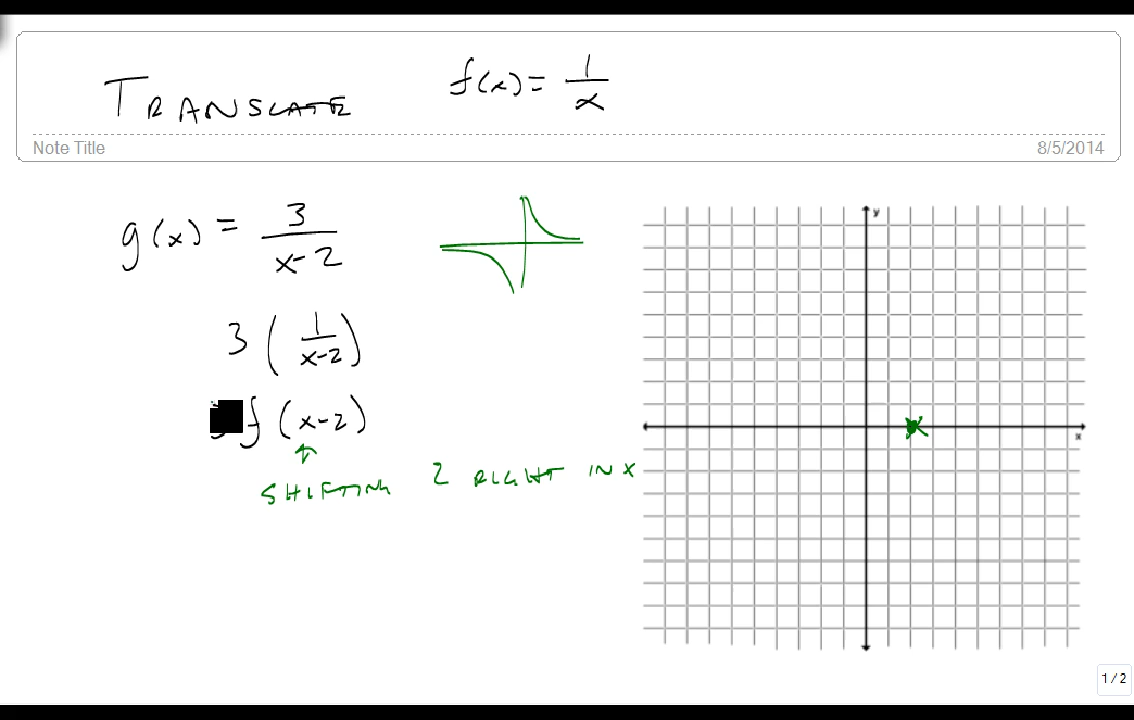 TRANSLATE f(x) = 1/x
Note Title 8/5/2014
g(x) = 3/(x-2)
y
3 (1/(x-2))
f (x-2)
x
SHIFTING 2 RIGHT IN X
1 / 2